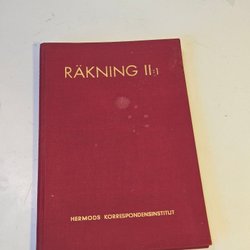 RÄKNING II:1
HERMODS KORRESPONDENSINSTITUT